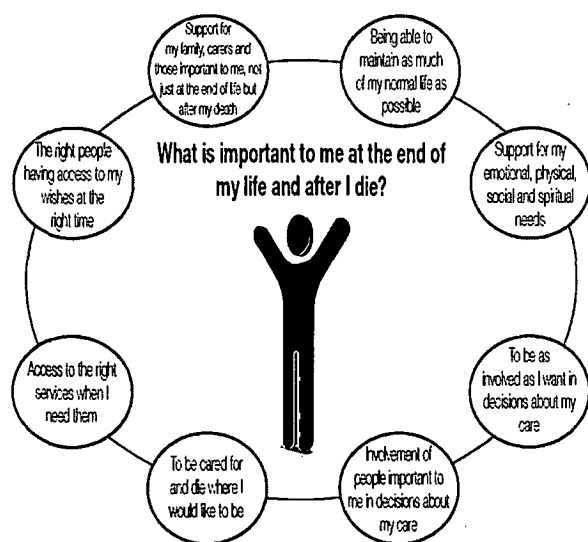 What is important to me at the end of
my life and after I die?
Support for
my family, carers and
those important to me, not
just at the end of life but
after my death
Being able to
maintain as much
of my normal life as
possible
Support for my
emotional, physical,
social and spiritual
needs
To be as
involved as I want in
decisions about my
care
Involvement of
people important to
me in decisions about
my care
To be cared for
and die where I
would like to be
Access to the right
services when I
need them
The right people
having access to my
wishes at the
right time